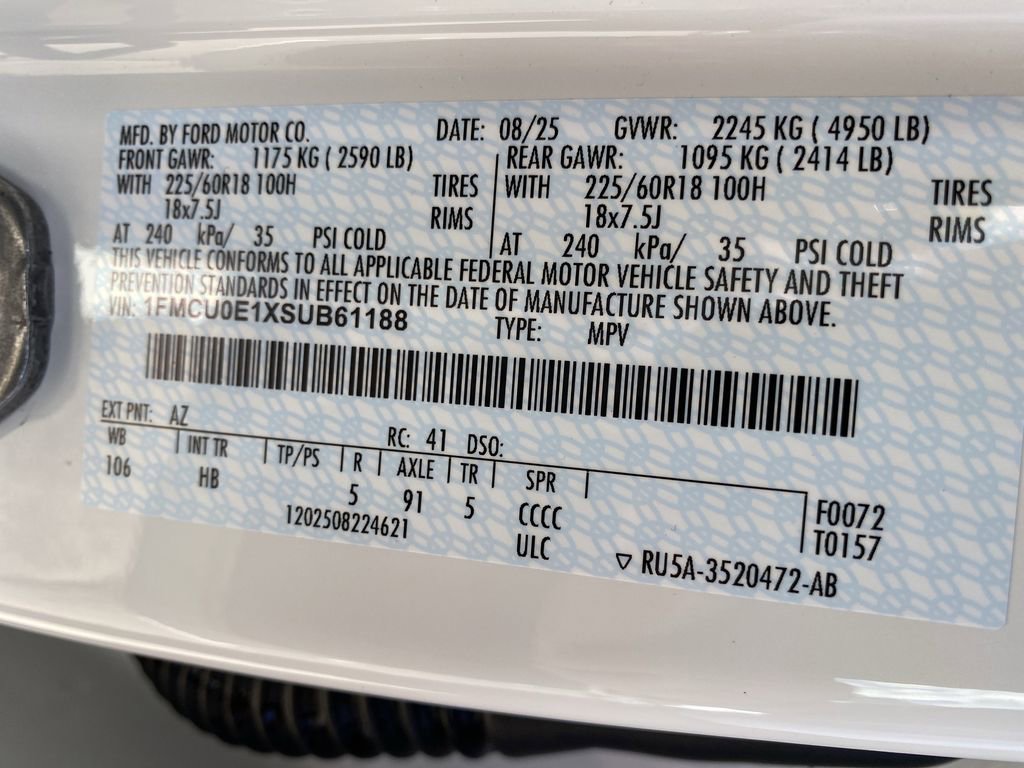 MFD. BY FORD MOTOR CO. DATE: 08/25 GVWR: 2245 KG ( 4950 LB)
FRONT GAWR: 1175 KG ( 2590 LB) REAR GAWR: 1095 KG ( 2414 LB)
WITH 225/60R18 100H TIRES WITH 225/60R18 100H TIRES
18x7.5J RIMS 18x7.5J RIMS
AT 240 kPa/ 35 PSI COLD AT 240 kPa/ 35 PSI COLD
THIS VEHICLE CONFORMS TO ALL APPLICABLE FEDERAL MOTOR VEHICLE SAFETY AND THEFT
PREVENTION STANDARDS IN EFFECT ON THE DATE OF MANUFACTURE SHOWN ABOVE.
VIN: 1FMCU0E1XSUB61188 TYPE: MPV
EXT PNT: AZ RC: 41 DSO:
WB INT TR TP/PS R AXLE TR SPR
106 HB 5 91 5 CCCC F0072
1202508224621 ULC T0157
▽ RU5A-3520472-AB